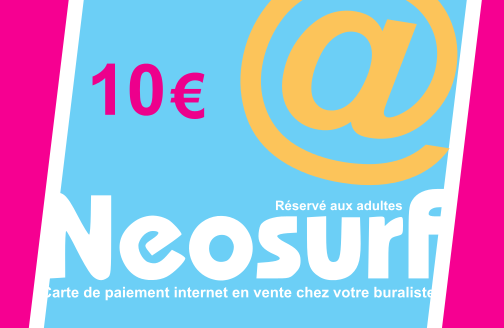 @
10€
Réservé aux adultes
Neosurf
Carte de paiement internet en vente chez votre buraliste